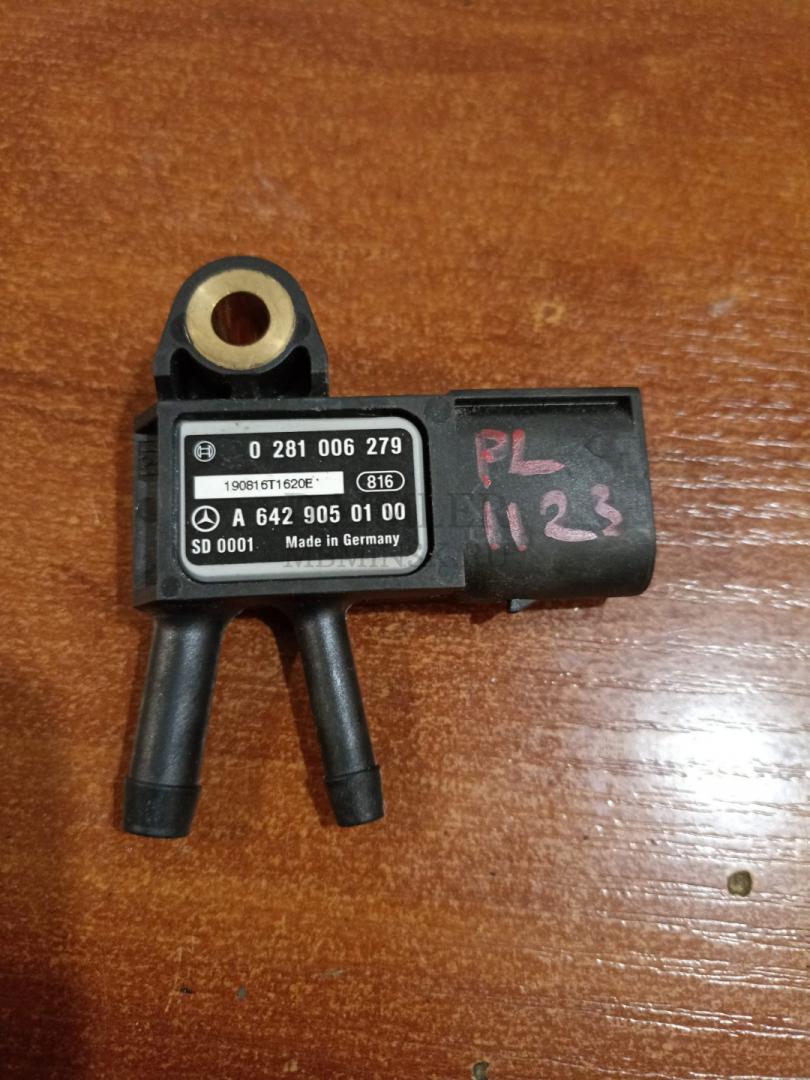 0 281 006 279
190816T1620E
816
A 642 905 01 00
SD 0001 Made in Germany
PL
1123